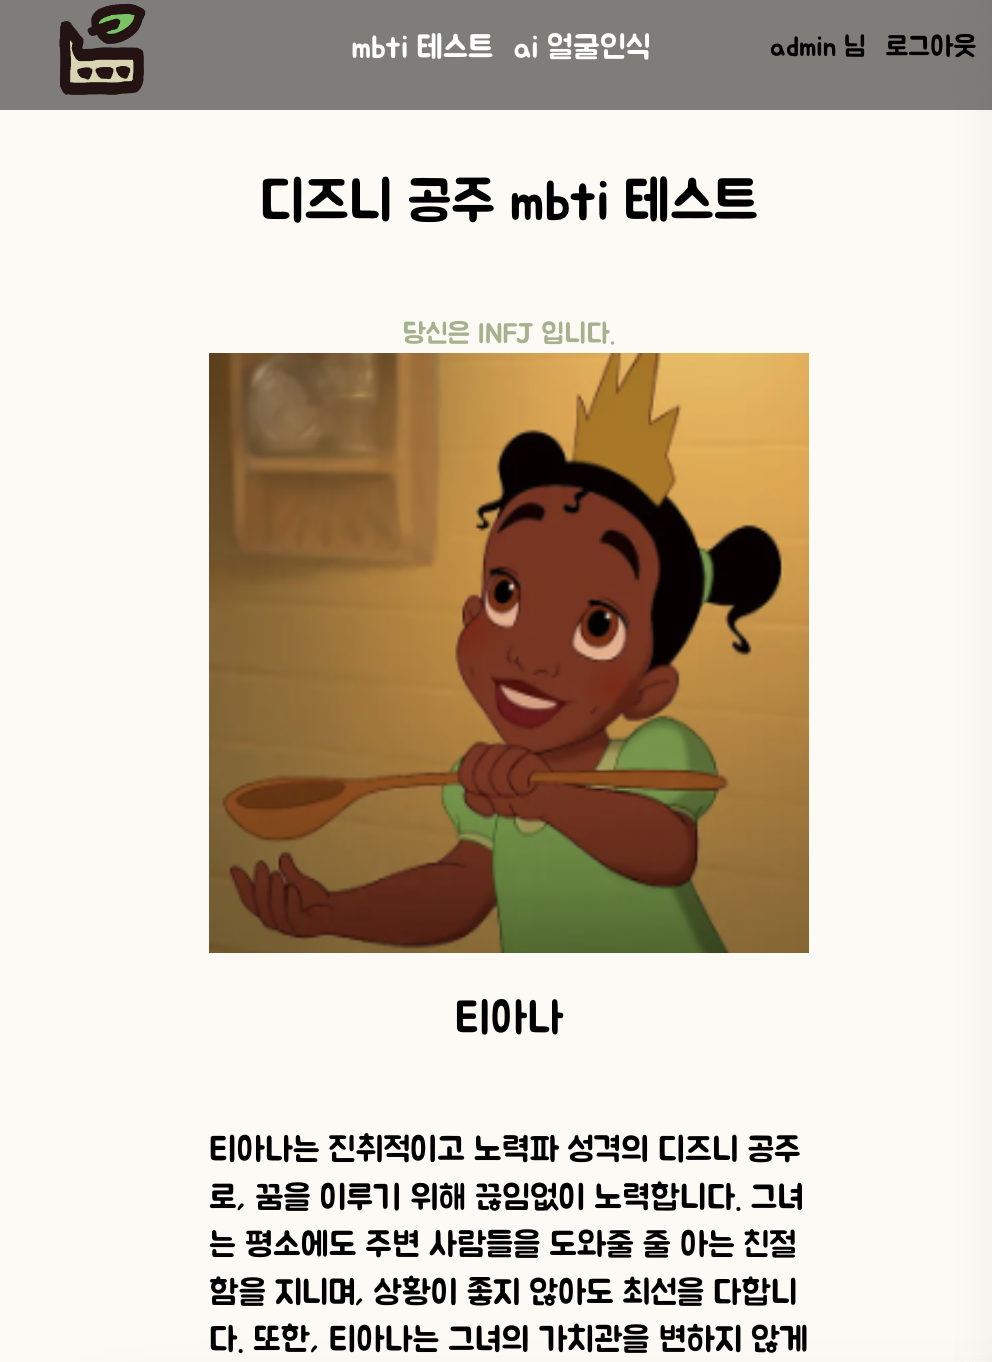 mbti 테스트 ai 얼굴인식 admin 님 로그아웃
디즈니 공주 mbti 테스트
당신은 INFJ 입니다.
티아나
티아나는 진취적이고 노력파 성격의 디즈니 공주
로, 꿈을 이루기 위해 끊임없이 노력합니다. 그녀
는 평소에도 주변 사람들을 도와줄 줄 아는 친절
함을 지니며, 상황이 좋지 않아도 최선을 다합니
다. 또한, 티아나는 그녀의 가치관을 변하지 않게